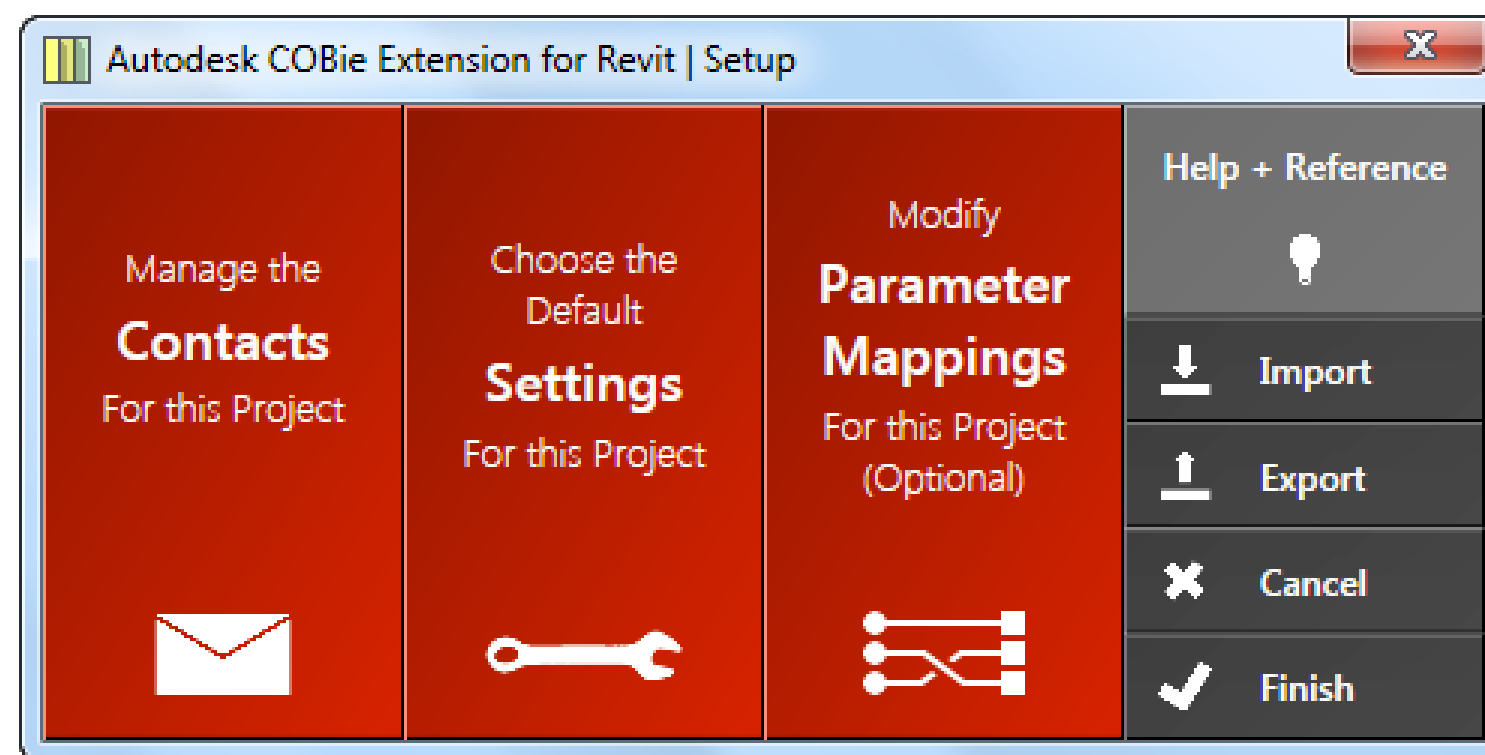 Autodesk COBie Extension for Revit | Setup
Manage the
Contacts
For this Project
Choose the
Default
Settings
For this Project
Modify
Parameter
Mappings
For this Project
(Optional)
Help + Reference
Import
Export
Cancel
Finish